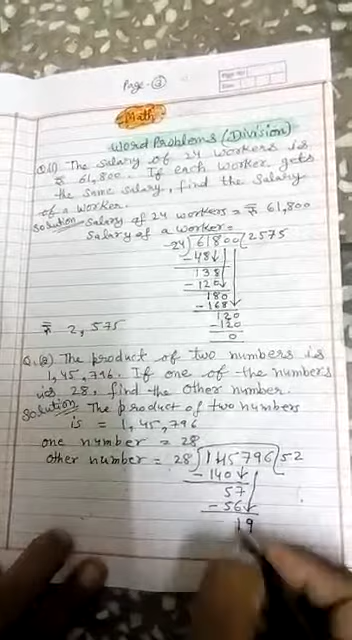 Page-③
Page No
Math
Word Problems (Division)
Q.(1) The salary of 24 workers is
₹ 61,800. If each worker gets
the same salary, find the salary
of a worker.
Solution- Salary of 24 workers = ₹ 61,800
Salary of a worker=
24) 61800 (2575
-48
138
-120
180
-168
120
-120
0
₹ 2,575
Q.(2) The product of two numbers is
1,45,796. If one of the numbers
is 28, find the other number.
Solution. The product of two numbers
is = 1,45,796
one number = 28
other number = 28) 145796 (52
-140
57
-56
19